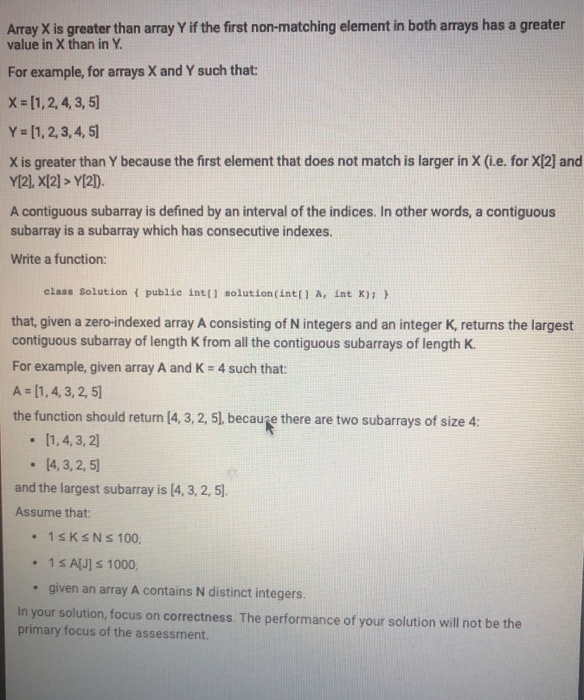 Array X is greater than array Y if the first non-matching element in both arrays has a greater
value in X than in Y.
For example, for arrays X and Y such that:
X = [1, 2, 4, 3, 5]
Y = [1, 2, 3, 4, 5]
X is greater than Y because the first element that does not match is larger in X (i.e. for X[2] and
Y[2], X[2] > Y[2]).
A contiguous subarray is defined by an interval of the indices. In other words, a contiguous
subarray is a subarray which has consecutive indexes.
Write a function:
class Solution { public int[] solution(int[] A, int K); }
that, given a zero-indexed array A consisting of N integers and an integer K, returns the largest
contiguous subarray of length K from all the contiguous subarrays of length K.
For example, given array A and K = 4 such that:
A = [1, 4, 3, 2, 5]
the function should return [4, 3, 2, 5], because there are two subarrays of size 4:
• [1, 4, 3, 2]
• [4, 3, 2, 5]
and the largest subarray is [4, 3, 2, 5].
Assume that:
• 1 ≤ K ≤ N ≤ 100;
• 1 ≤ A[J] ≤ 1000;
• given an array A contains N distinct integers.
In your solution, focus on correctness. The performance of your solution will not be the
primary focus of the assessment.